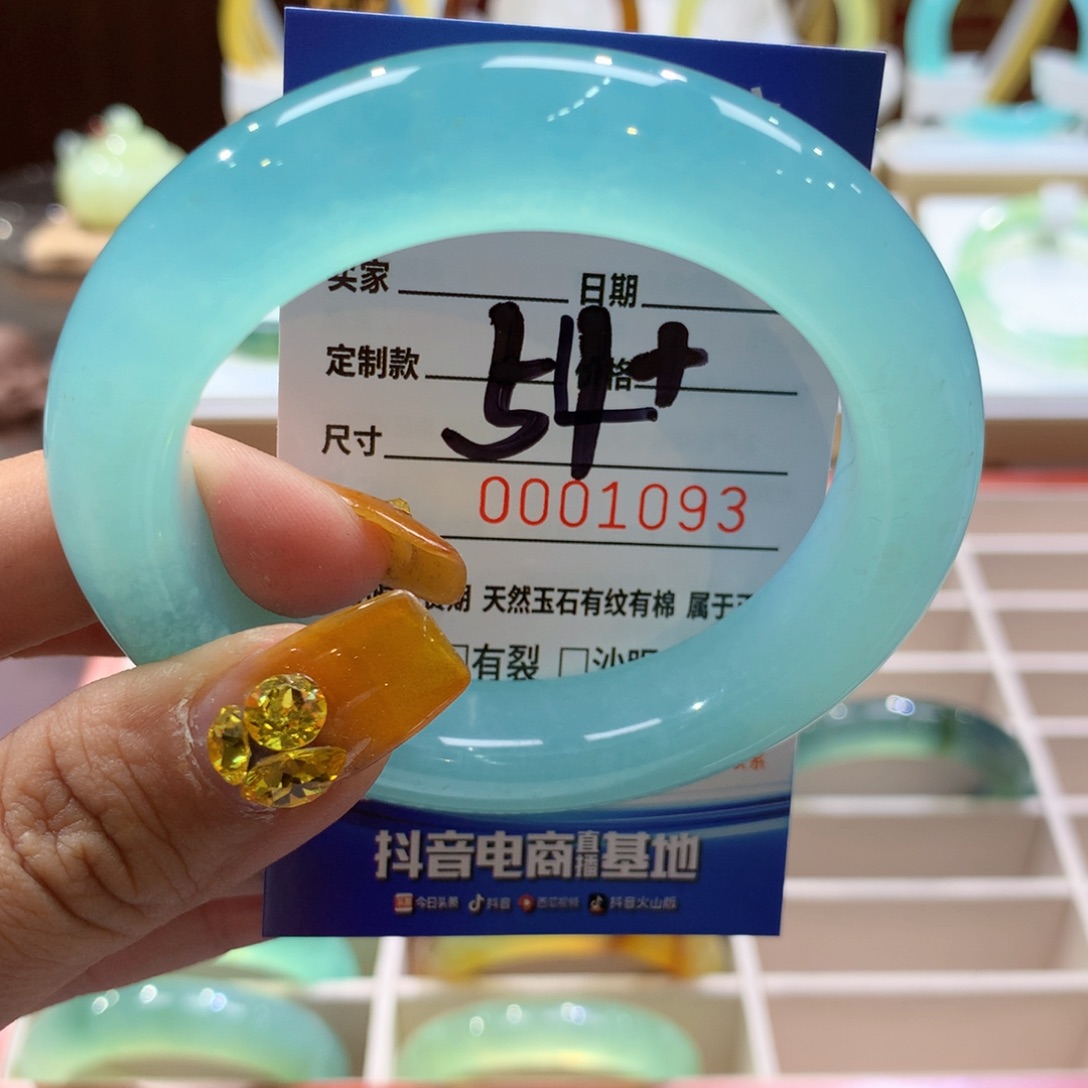 卖家 日期
定制款 价格
54+
尺寸
0001093
天然玉石有纹有棉 属于
□有裂 □沙眼
抖音电商直播基地
今日头条 抖音 西瓜视频 抖音火山版